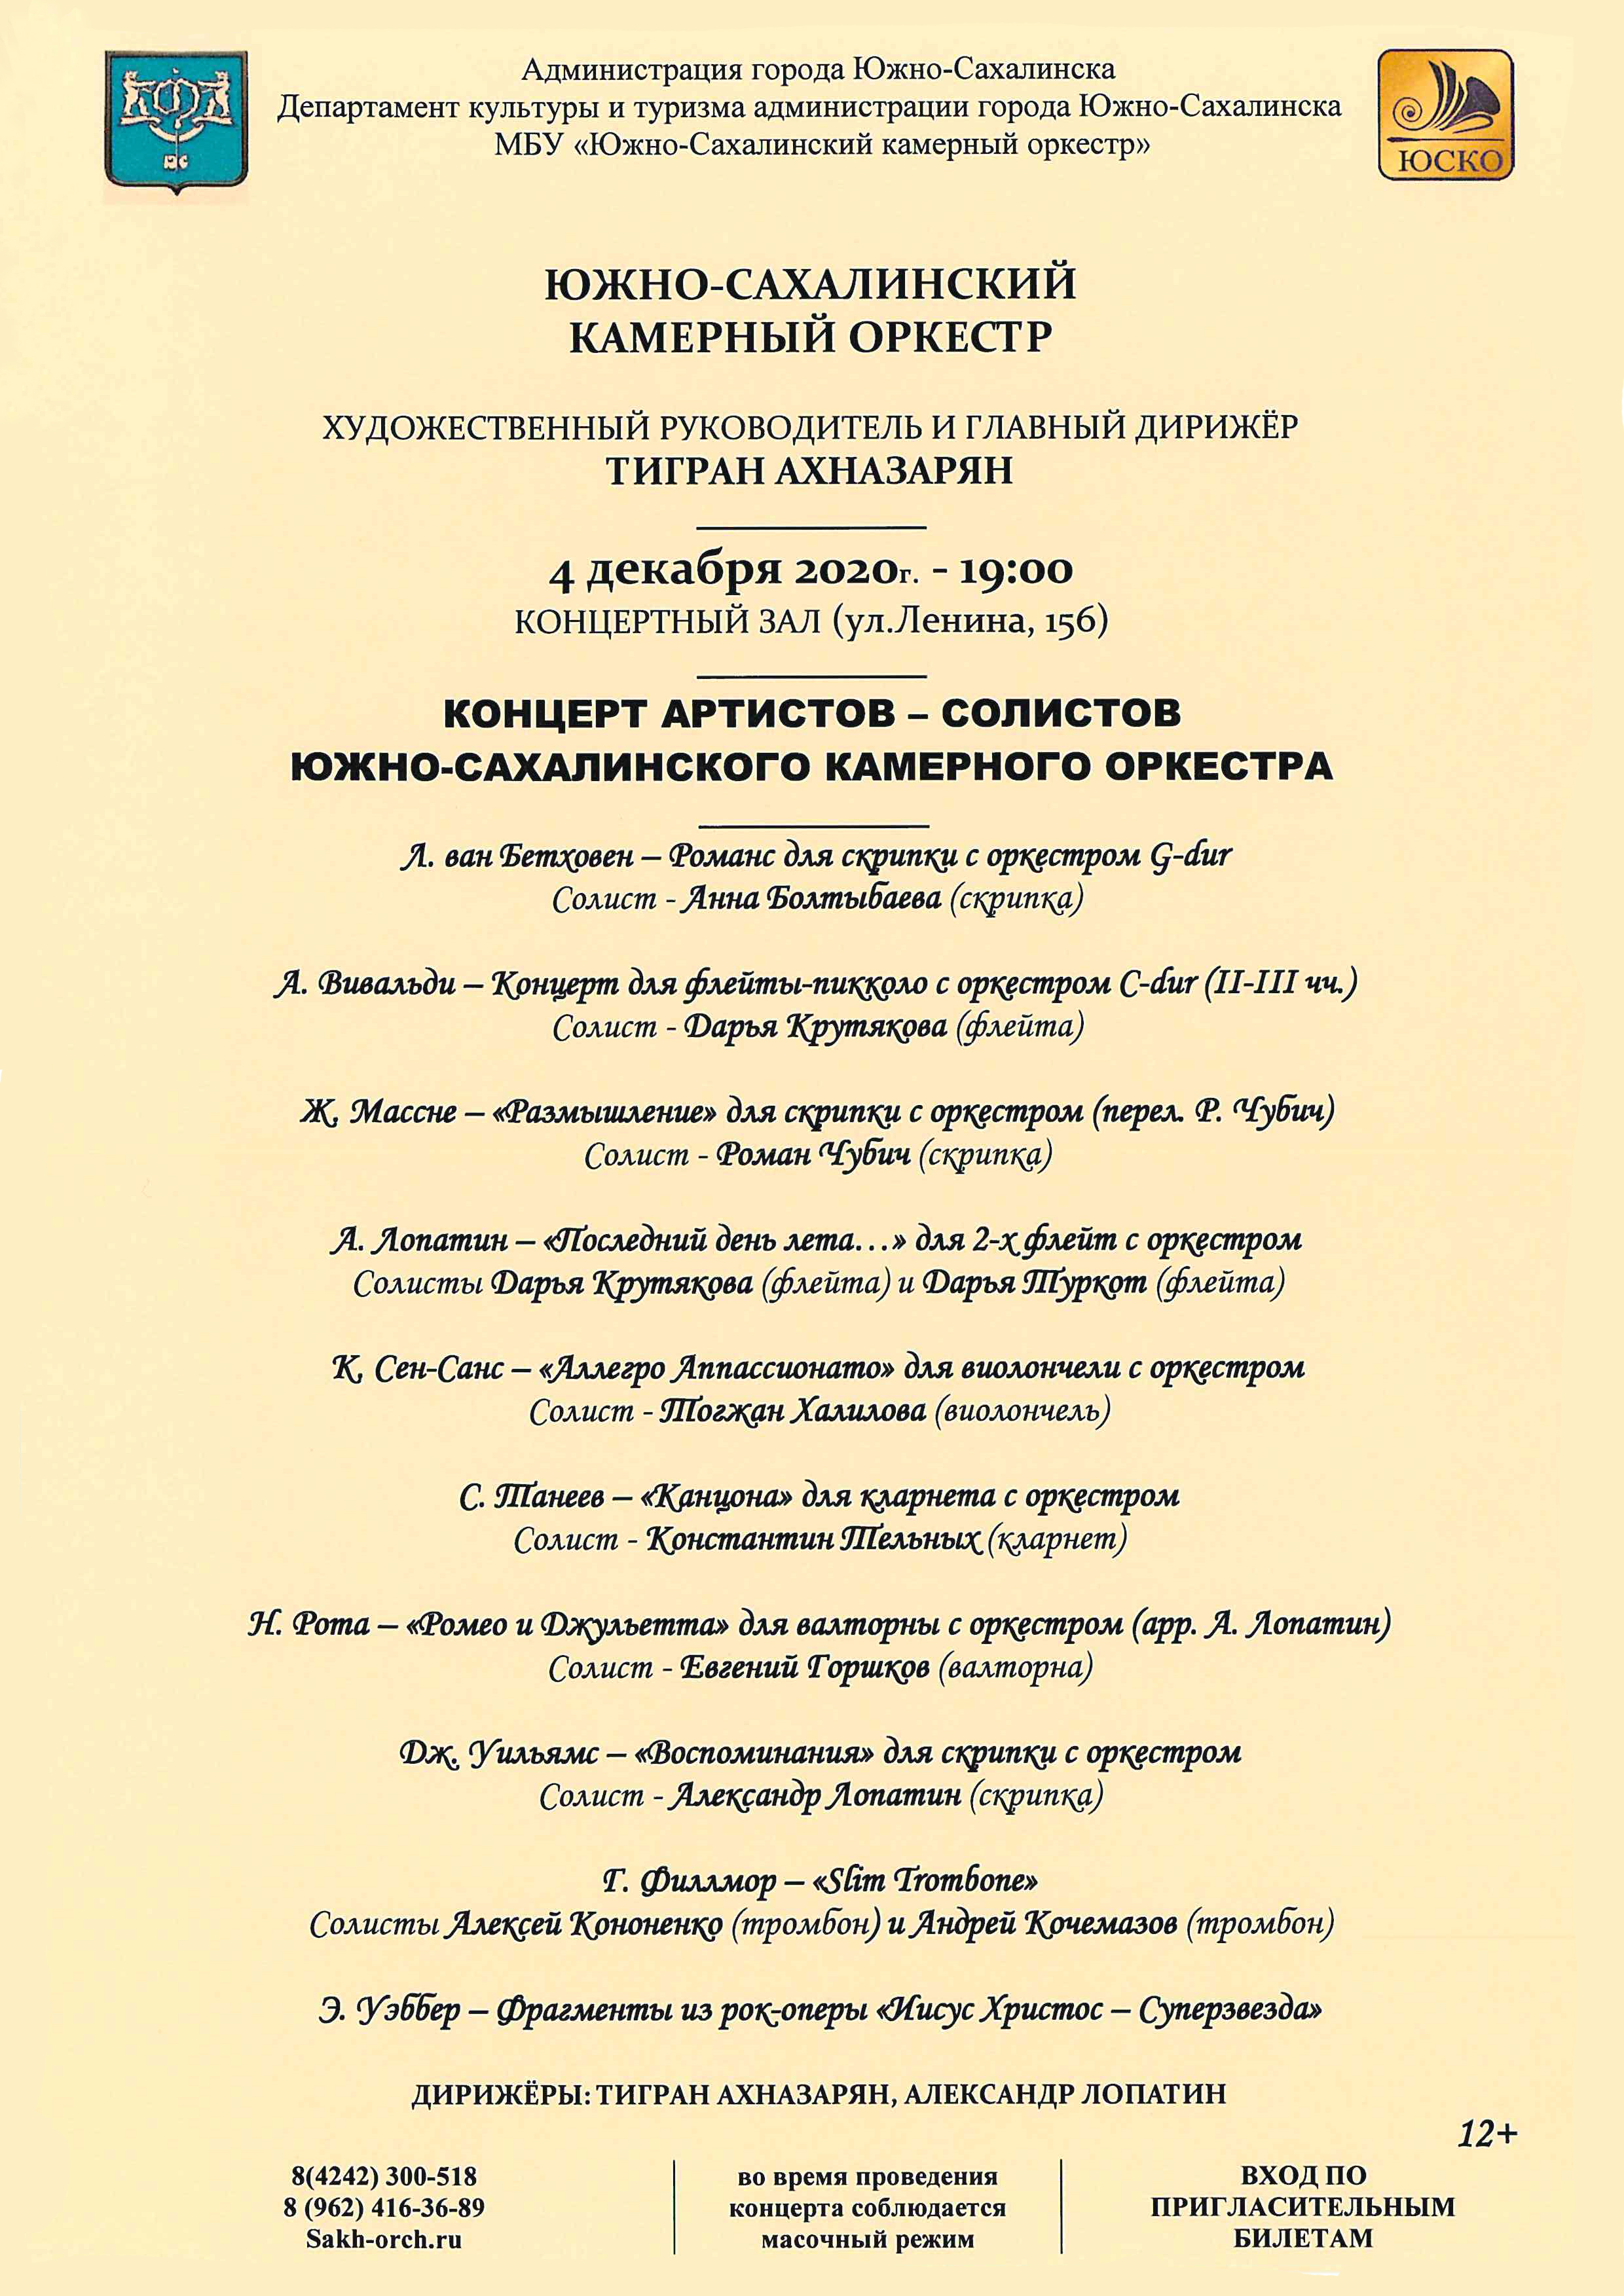 Администрация города Южно-Сахалинска
Департамент культуры и туризма администрации города Южно-Сахалинска
МБУ «Южно-Сахалинский камерный оркестр»
ЮС
ЮСКО
ЮЖНО-САХАЛИНСКИЙ
КАМЕРНЫЙ ОРКЕСТР
ХУДОЖЕСТВЕННЫЙ РУКОВОДИТЕЛЬ И ГЛАВНЫЙ ДИРИЖЁР
ТИГРАН АХНАЗАРЯН
4 декабря 2020г. - 19:00
КОНЦЕРТНЫЙ ЗАЛ (ул.Ленина, 156)
КОНЦЕРТ АРТИСТОВ – СОЛИСТОВ
ЮЖНО-САХАЛИНСКОГО КАМЕРНОГО ОРКЕСТРА
Л. ван Бетховен – Романс для скрипки с оркестром G-dur
Солист - Анна Болтыбаева (скрипка)
А. Вивальди – Концерт для флейты-пикколо с оркестром C-dur (II-III чч.)
Солист - Дарья Крутякова (флейта)
Ж. Массне – «Размышление» для скрипки с оркестром (перел. Р. Чубич)
Солист - Роман Чубич (скрипка)
А. Лопатин – «Последний день лета…» для 2-х флейт с оркестром
Солисты Дарья Крутякова (флейта) и Дарья Туркот (флейта)
К. Сен-Санс – «Аллегро Аппассионато» для виолончели с оркестром
Солист - Тогжан Халилова (виолончель)
С. Танеев – «Канцона» для кларнета с оркестром
Солист - Константин Тельных (кларнет)
Н. Рота – «Ромео и Джульетта» для валторны с оркестром (арр. А. Лопатин)
Солист - Евгений Горшков (валторна)
Дж. Уильямс – «Воспоминания» для скрипки с оркестром
Солист - Александр Лопатин (скрипка)
Г. Филлмор – «Slim Trombone»
Солисты Алексей Кононенко (тромбон) и Андрей Кочемазов (тромбон)
Э. Уэббер – Фрагменты из рок-оперы «Иисус Христос – Суперзвезда»
ДИРИЖЁРЫ: ТИГРАН АХНАЗАРЯН, АЛЕКСАНДР ЛОПАТИН
12+
8(4242) 300-518
8 (962) 416-36-89
Sakh-orch.ru
во время проведения
концерта соблюдается
масочный режим
ВХОД ПО
ПРИГЛАСИТЕЛЬНЫМ
БИЛЕТАМ